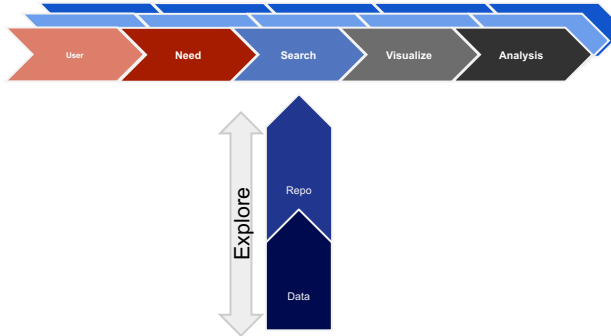 User
Need
Search
Visualize
Analysis
Explore
Repo
Data